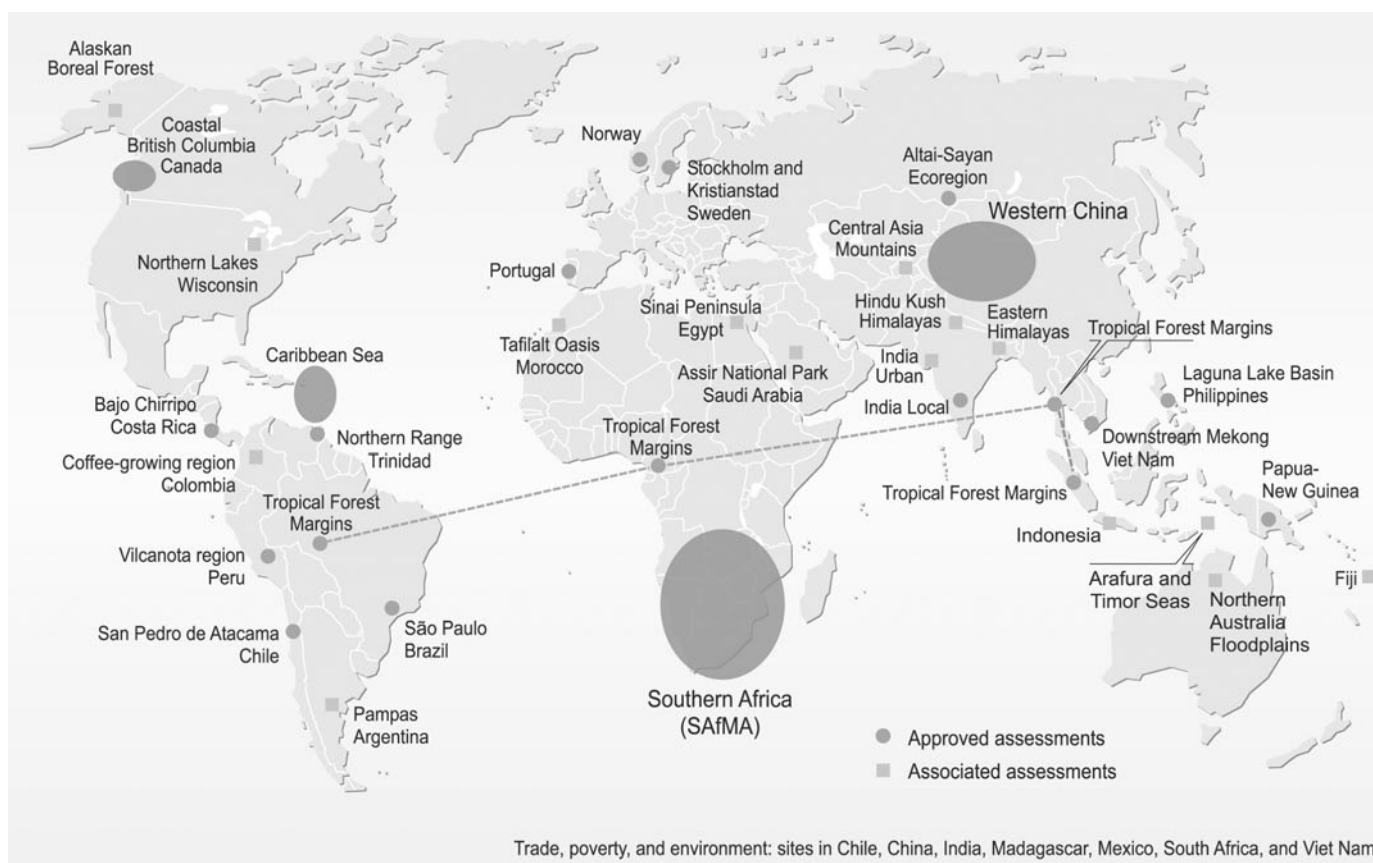 Alaskan
Boreal Forest
Coastal
British Columbia
Canada
Norway
Stockholm and
Kristianstad
Sweden
Altai-Sayan
Ecoregion
Western China
Central Asia
Mountains
Northern Lakes
Wisconsin
Portugal
Sinai Peninsula
Egypt
Hindu Kush
Himalayas
Eastern
Himalayas
Tropical Forest Margins
Tafilalt Oasis
Morocco
Caribbean Sea
Assir National Park
Saudi Arabia
India
Urban
Laguna Lake Basin
Philippines
Bajo Chirripo
Costa Rica
India Local
Northern Range
Trinidad
Tropical Forest
Margins
Downstream Mekong
Viet Nam
Coffee-growing region
Colombia
Papua-
New Guinea
Tropical Forest
Margins
Tropical Forest Margins
Indonesia
Vilcanota region
Peru
Arafura and
Timor Seas
Fiji
Northern
Australia
Floodplains
San Pedro de Atacama
Chile
São Paulo
Brazil
Southern Africa
(SAfMA)
Pampas
Argentina
Approved assessments
Associated assessments
Trade, poverty, and environment: sites in Chile, China, India, Madagascar, Mexico, South Africa, and Viet Nam